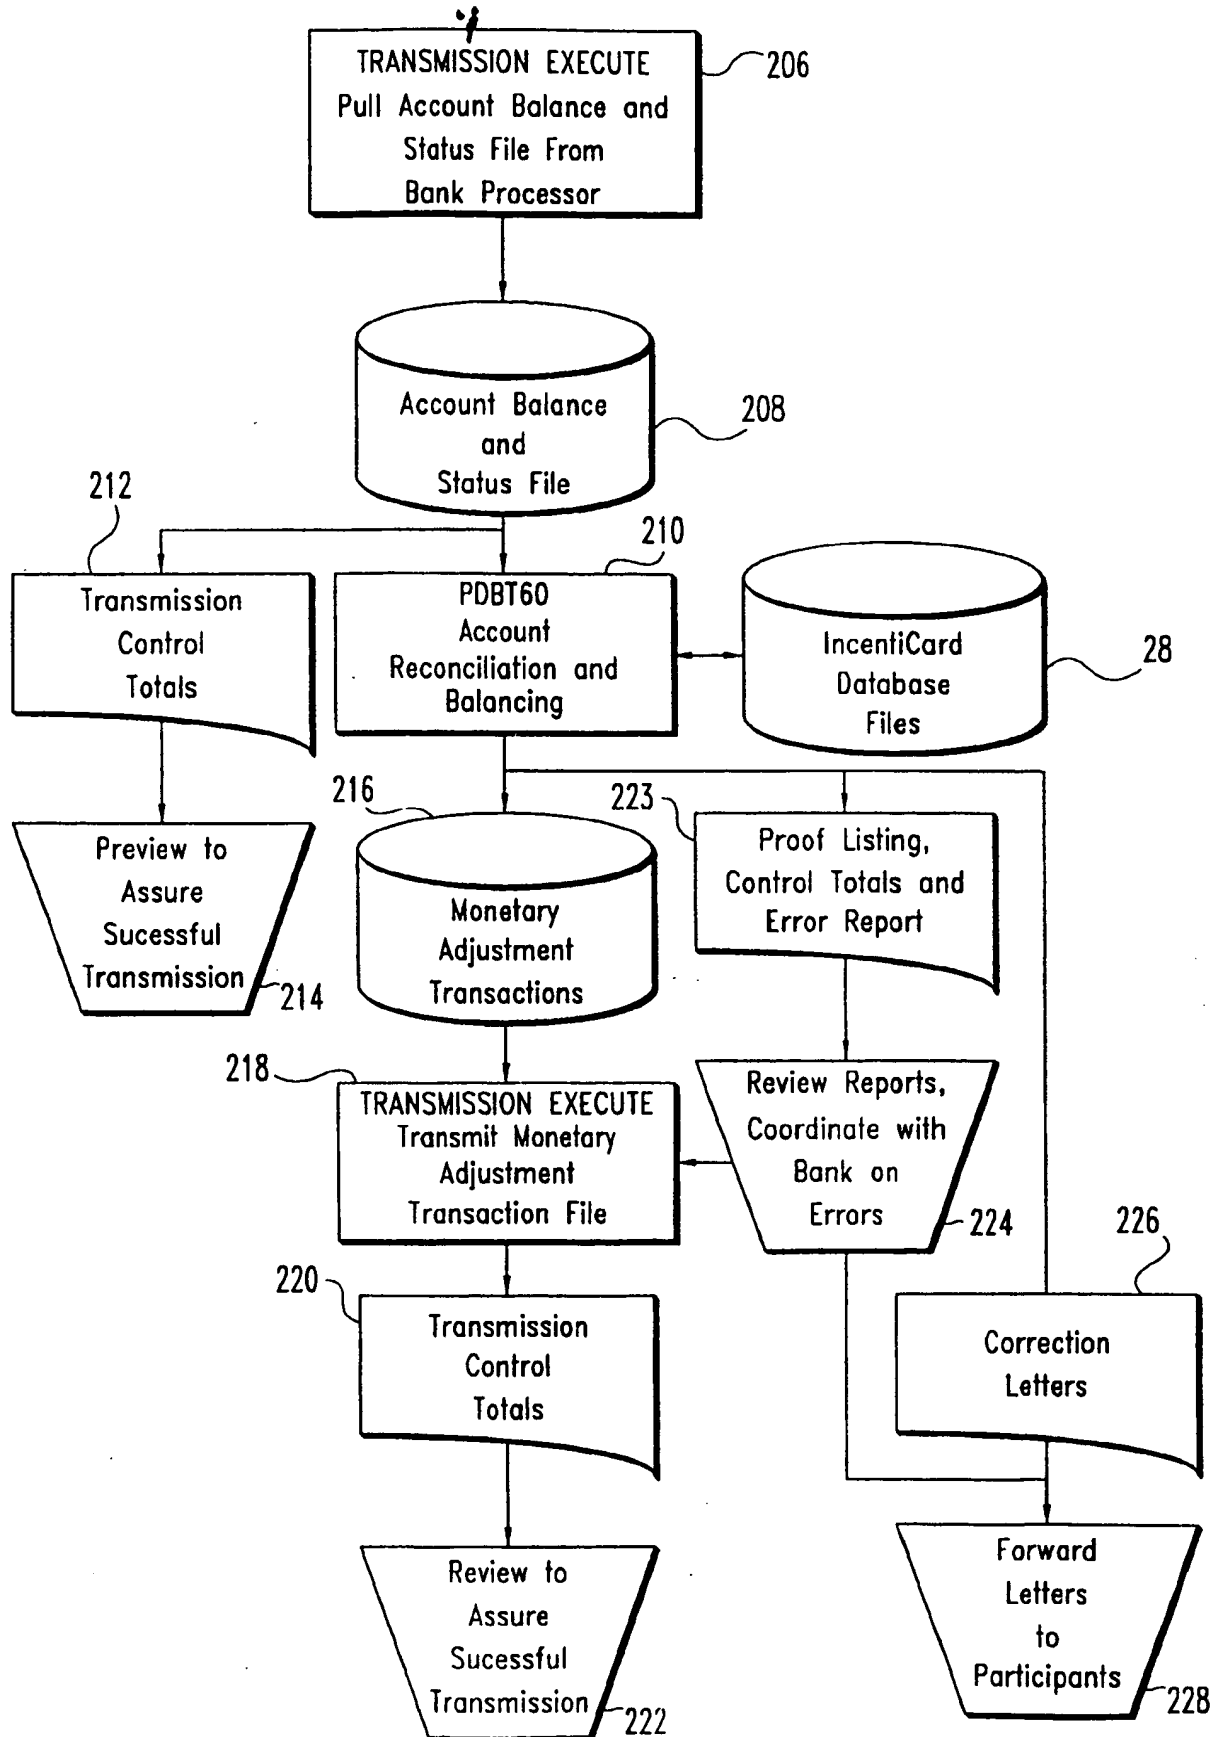 TRANSMISSION EXECUTE
Pull Account Balance and
Status File From
Bank Processor
206
Account Balance
and
Status File
208
212
Transmission
Control
Totals
210
PDBT60
Account
Reconciliation and
Balancing
IncentiCard
Database
Files
28
Preview to
Assure
Sucessful
Transmission
214
216
Monetary
Adjustment
Transactions
223
Proof Listing,
Control Totals and
Error Report
218
TRANSMISSION EXECUTE
Transmit Monetary
Adjustment
Transaction File
Review Reports,
Coordinate with
Bank on
Errors
224
220
Transmission
Control
Totals
226
Correction
Letters
Review to
Assure
Sucessful
Transmission
222
Forward
Letters
to
Participants
228